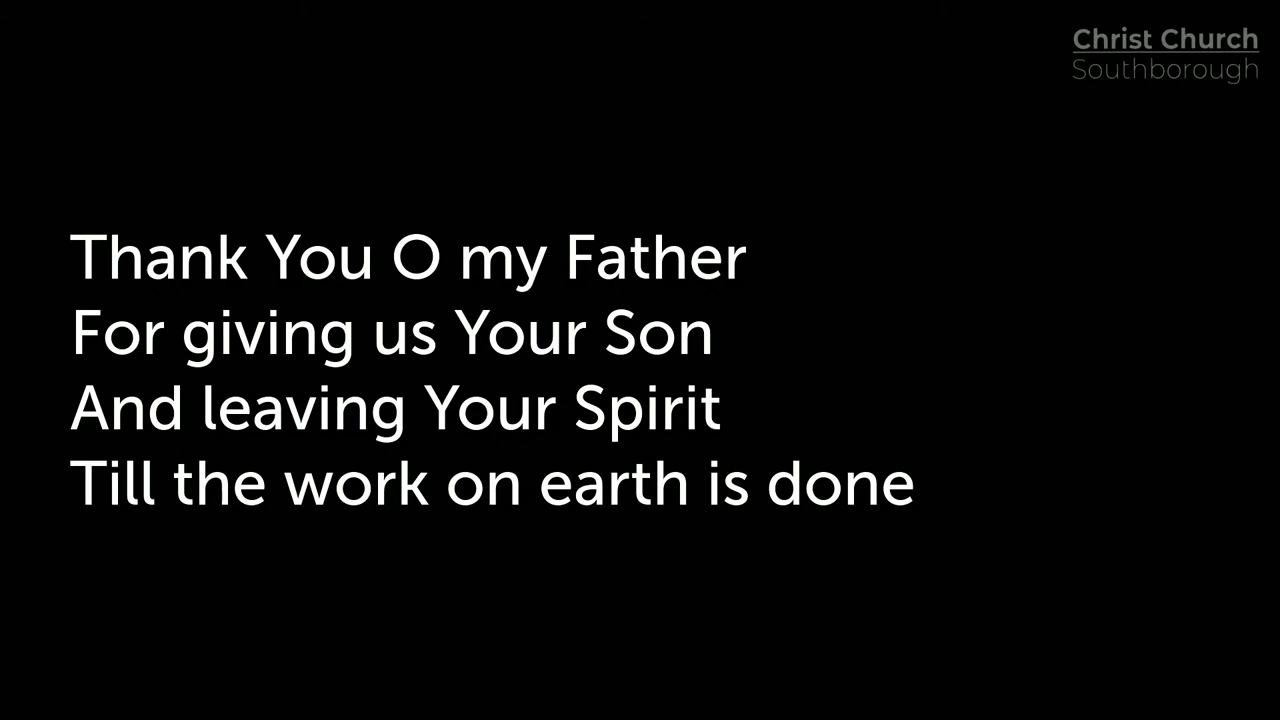 Christ Church
Southborough
Thank You O my Father
For giving us Your Son
And leaving Your Spirit
Till the work on earth is done